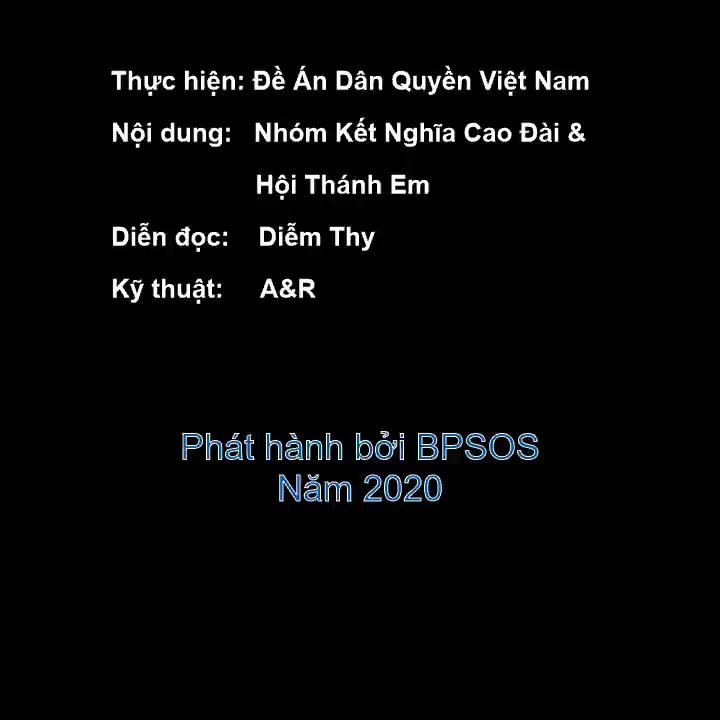 Thực hiện: Đề Án Dân Quyền Việt Nam
Nội dung: Nhóm Kết Nghĩa Cao Đài &
Hội Thánh Em
Diễn đọc: Diễm Thy
Kỹ thuật: A&R
Phát hành bởi BPSOS
Năm 2020